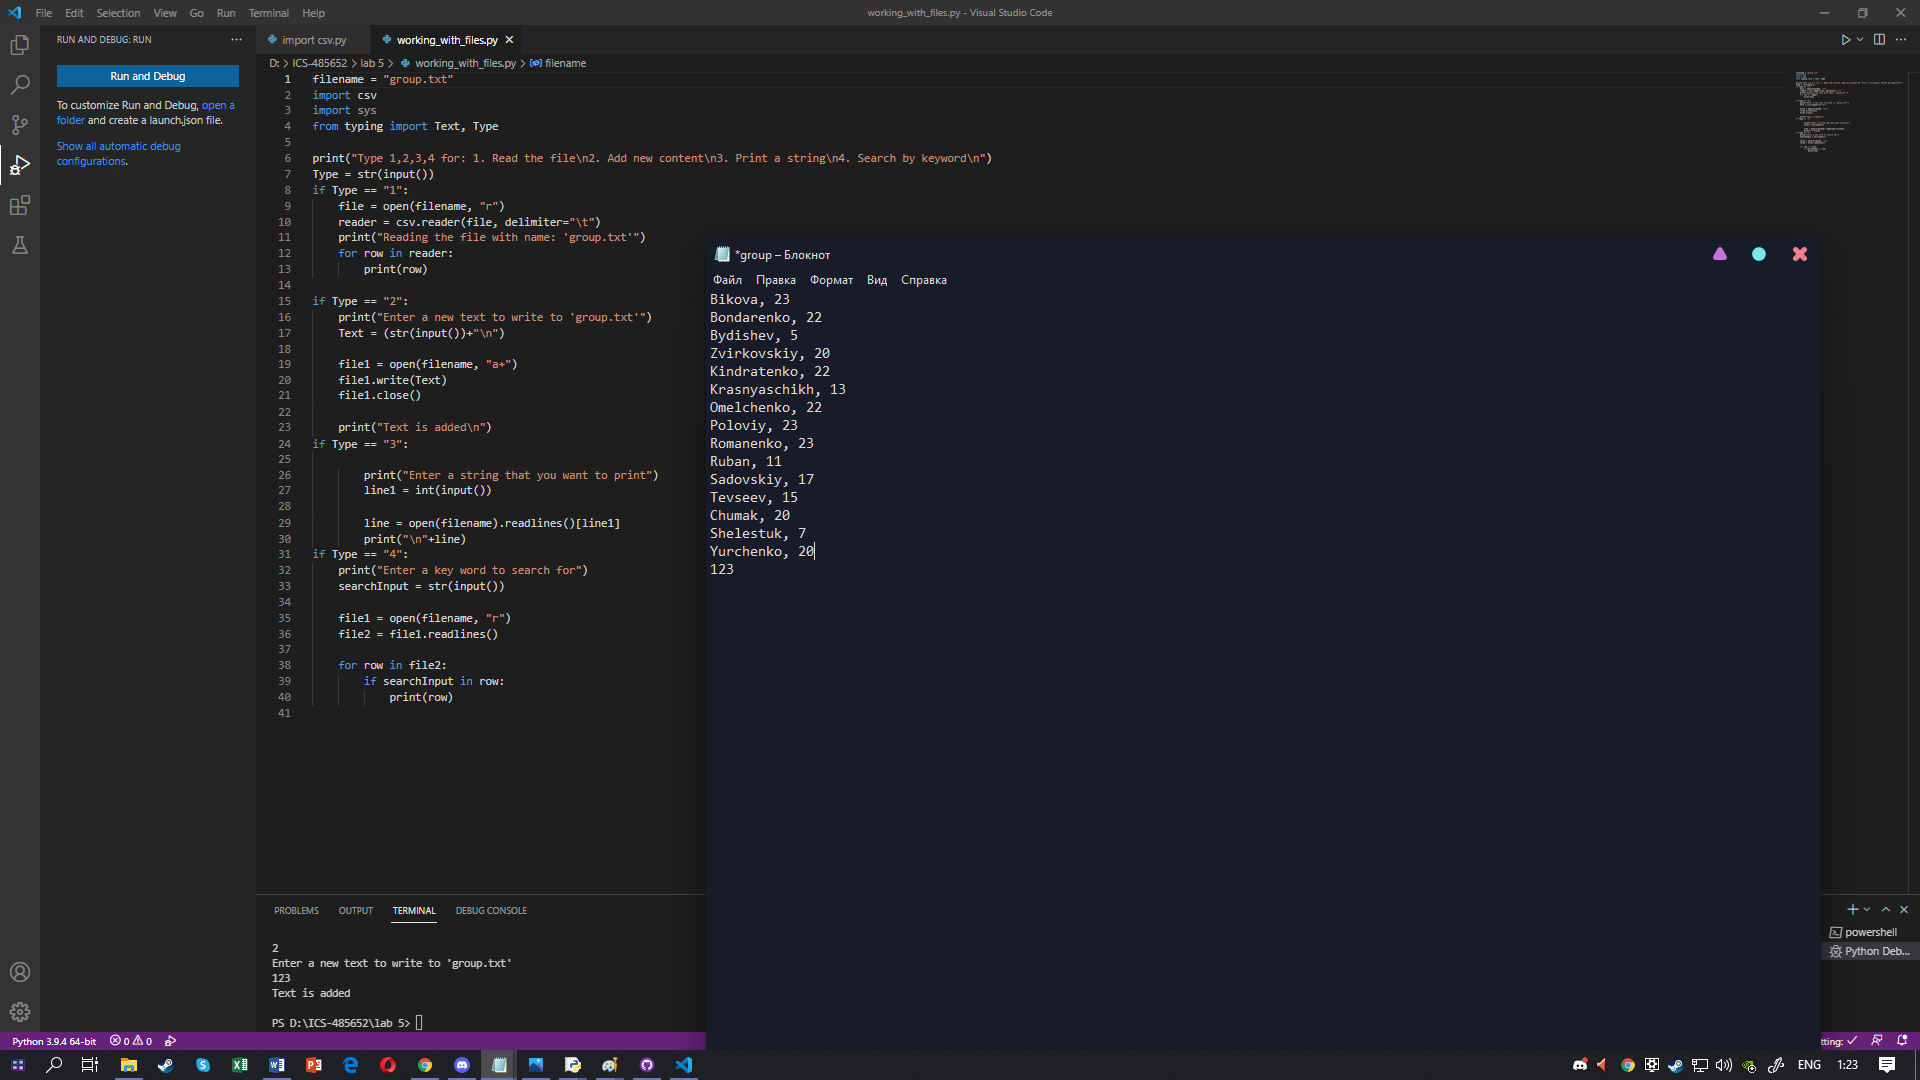 File Edit Selection View Go Run Terminal Help
working_with_files.py - Visual Studio Code
RUN AND DEBUG: RUN
Run and Debug
To customize Run and Debug, open a
folder and create a launch.json file.
Show all automatic debug
configurations.
import csv.py working_with_files.py
D: > ICS-485652 > lab 5 > working_with_files.py > filename
1 filename = "group.txt"
2 import csv
3 import sys
4 from typing import Text, Type
5
6 print("Type 1,2,3,4 for: 1. Read the file\n2. Add new content\n3. Print a string\n4. Search by keyword\n")
7 Type = str(input())
8 if Type == "1":
9 file = open(filename, "r")
10 reader = csv.reader(file, delimiter="\t")
11 print("Reading the file with name: 'group.txt'")
12 for row in reader:
13 print(row)
14
15 if Type == "2":
16 print("Enter a new text to write to 'group.txt'")
17 Text = (str(input())+"\n")
18
19 file1 = open(filename, "a+")
20 file1.write(Text)
21 file1.close()
22
23 print("Text is added\n")
24 if Type == "3":
25
26 print("Enter a string that you want to print")
27 line1 = int(input())
28
29 line = open(filename).readlines()[line1]
30 print("\n"+line)
31 if Type == "4":
32 print("Enter a key word to search for")
33 searchInput = str(input())
34
35 file1 = open(filename, "r")
36 file2 = file1.readlines()
37
38 for row in file2:
39 if searchInput in row:
40 print(row)
41
*group – Блокнот
Файл Правка Формат Вид Справка
Bikova, 23
Bondarenko, 22
Bydishev, 5
Zvirkovskiy, 20
Kindratenko, 22
Krasnyaschikh, 13
Omelchenko, 22
Poloviy, 23
Romanenko, 23
Ruban, 11
Sadovskiy, 17
Tevseev, 15
Chumak, 20
Shelestuk, 7
Yurchenko, 20
123
PROBLEMS OUTPUT TERMINAL DEBUG CONSOLE
2
Enter a new text to write to 'group.txt'
123
Text is added
PS D:\ICS-485652\lab 5>
powershell
Python Deb...
Python 3.9.4 64-bit 0 0
tting:
ENG 1:23